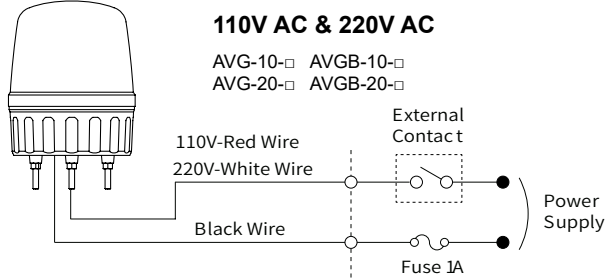 110V AC & 220V AC
AVG-10-□ AVGB-10-□
AVG-20-□ AVGB-20-□
External
Contact
110V-Red Wire
220V-White Wire
Power
Supply
Black Wire
Fuse 1A